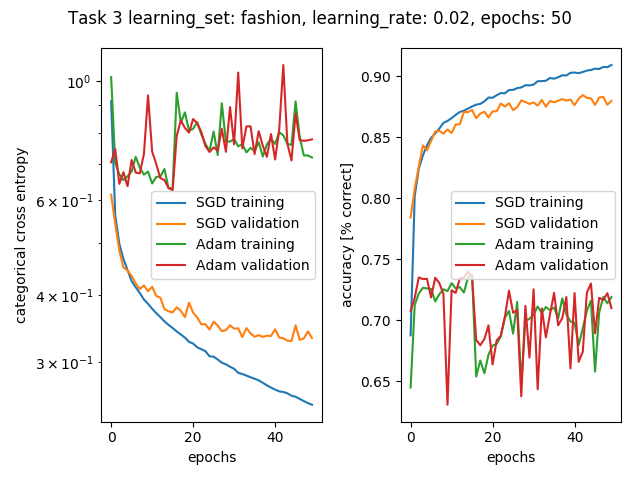 Task 3 learning_set: fashion, learning_rate: 0.02, epochs: 50
categorical cross entropy
10⁰
6 × 10⁻¹
4 × 10⁻¹
3 × 10⁻¹
0 20 40
epochs
SGD training
SGD validation
Adam training
Adam validation
accuracy [% correct]
0.90
0.85
0.80
0.75
0.70
0.65
0 20 40
epochs
SGD training
SGD validation
Adam training
Adam validation